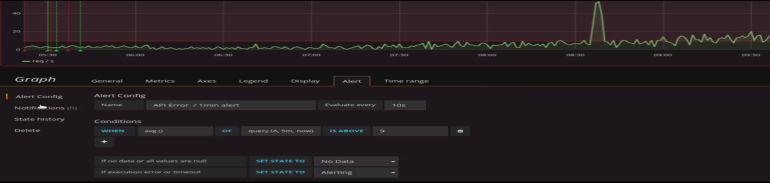 40
20
0
05:30 06:00 06:30 07:00 07:30 08:00 08:30 09:00 09:30
req / s
Graph General Metrics Axes Legend Display Alert Time range
Alert Config
Notifications (0)
State history
Delete
Alert Config
Name API Error / 1min alert Evaluate every 10s
Conditions
WHEN avg () OF query (A, 5m, now) IS ABOVE 9
+
If no data or all values are null SET STATE TO No Data
If execution error or timeout SET STATE TO Alerting